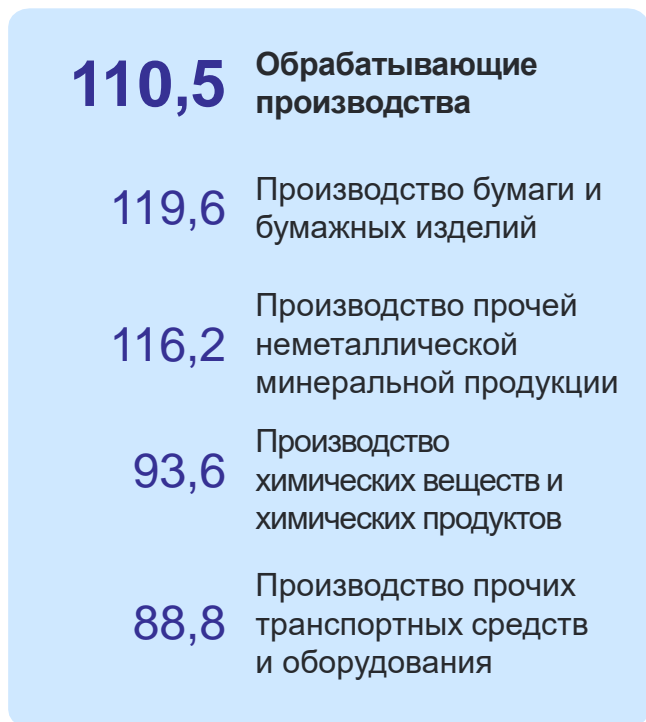 110,5 Обрабатывающие
производства
119,6 Производство бумаги и
бумажных изделий
Производство прочей
116,2 неметаллической
минеральной продукции
Производство
93,6 химических веществ и
химических продуктов
Производство прочих
88,8 транспортных средств
и оборудования